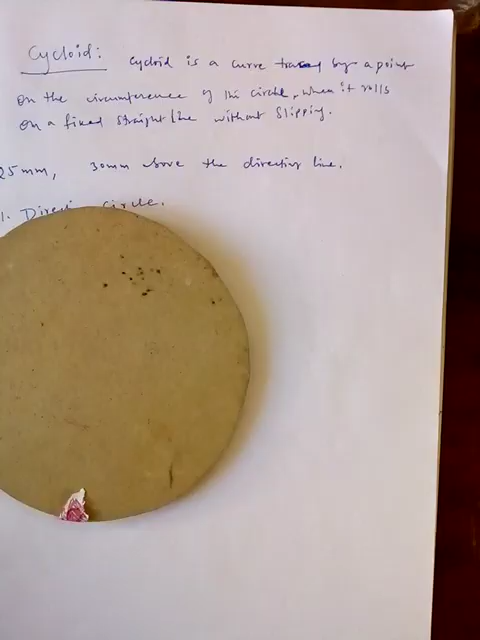 Cycloid: Cycloid is a curve traced by a point
on the circumference of the circle, when it rolls
on a fixed straight line without slipping.
25mm, 30mm above the directing line.
1. circle.